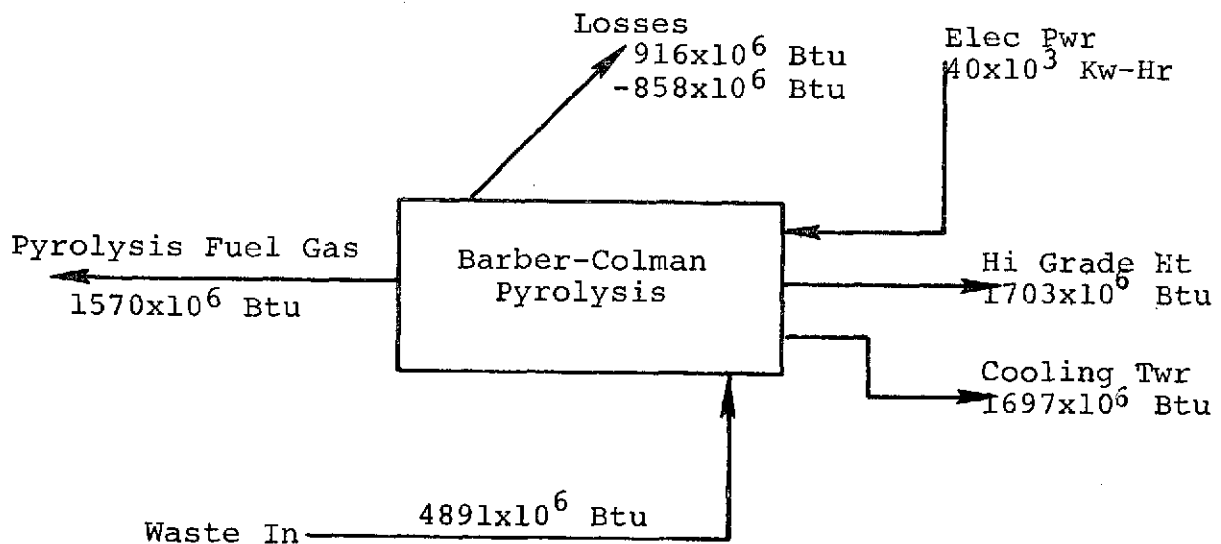 Losses
916x10⁶ Btu
-858x10⁶ Btu
Elec Pwr
40x10³ Kw-Hr
Pyrolysis Fuel Gas
1570x10⁶ Btu
Barber-Colman
Pyrolysis
Hi Grade Ht
1703x10⁶ Btu
Cooling Twr
1697x10⁶ Btu
4891x10⁶ Btu
Waste In